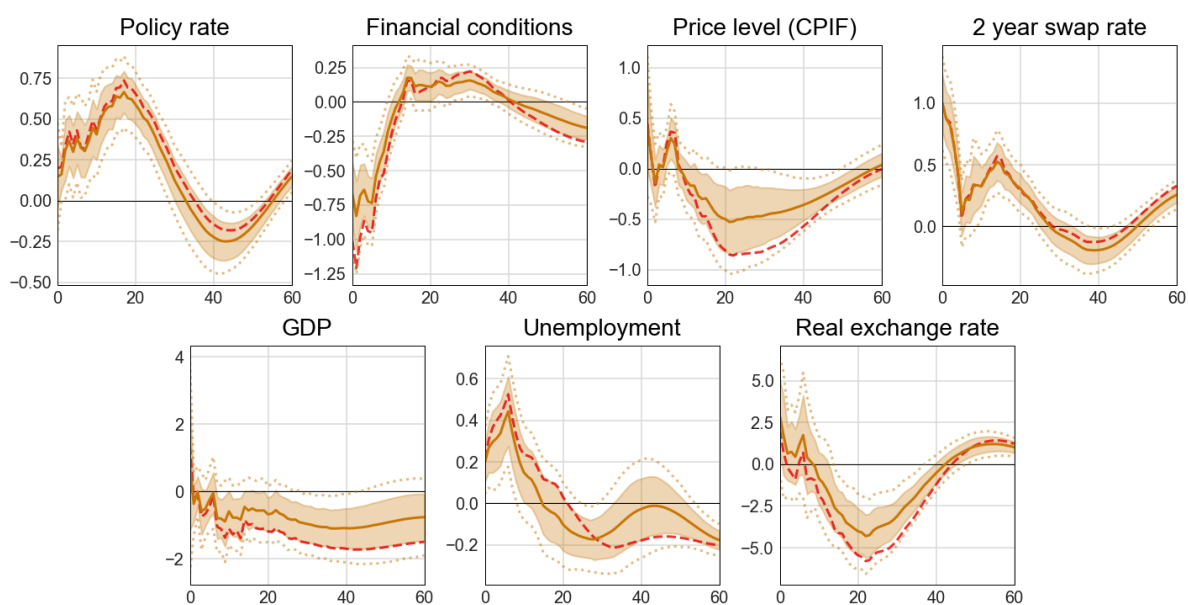 Policy rate
0.75
0.50
0.25
0.00
−0.25
−0.50
0 20 40 60
Financial conditions
0.25
0.00
−0.25
−0.50
−0.75
−1.00
−1.25
0 20 40 60
Price level (CPIF)
1.0
0.5
0.0
−0.5
−1.0
0 20 40 60
2 year swap rate
1.0
0.5
0.0
0 20 40 60
GDP
4
2
0
−2
0 20 40 60
Unemployment
0.6
0.4
0.2
0.0
−0.2
0 20 40 60
Real exchange rate
5.0
2.5
0.0
−2.5
−5.0
0 20 40 60